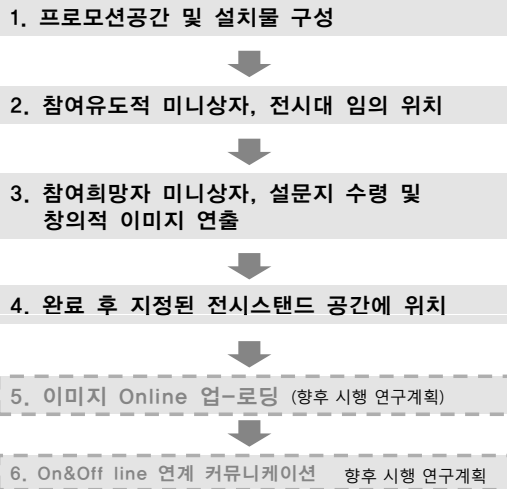 1. 프로모션공간 및 설치물 구성
2. 참여유도적 미니상자, 전시대 임의 위치
3. 참여희망자 미니상자, 설문지 수령 및
창의적 이미지 연출
4. 완료 후 지정된 전시스탠드 공간에 위치
5. 이미지 Online 업-로딩 (향후 시행 연구계획)
6. On&Off line 연계 커뮤니케이션 향후 시행 연구계획